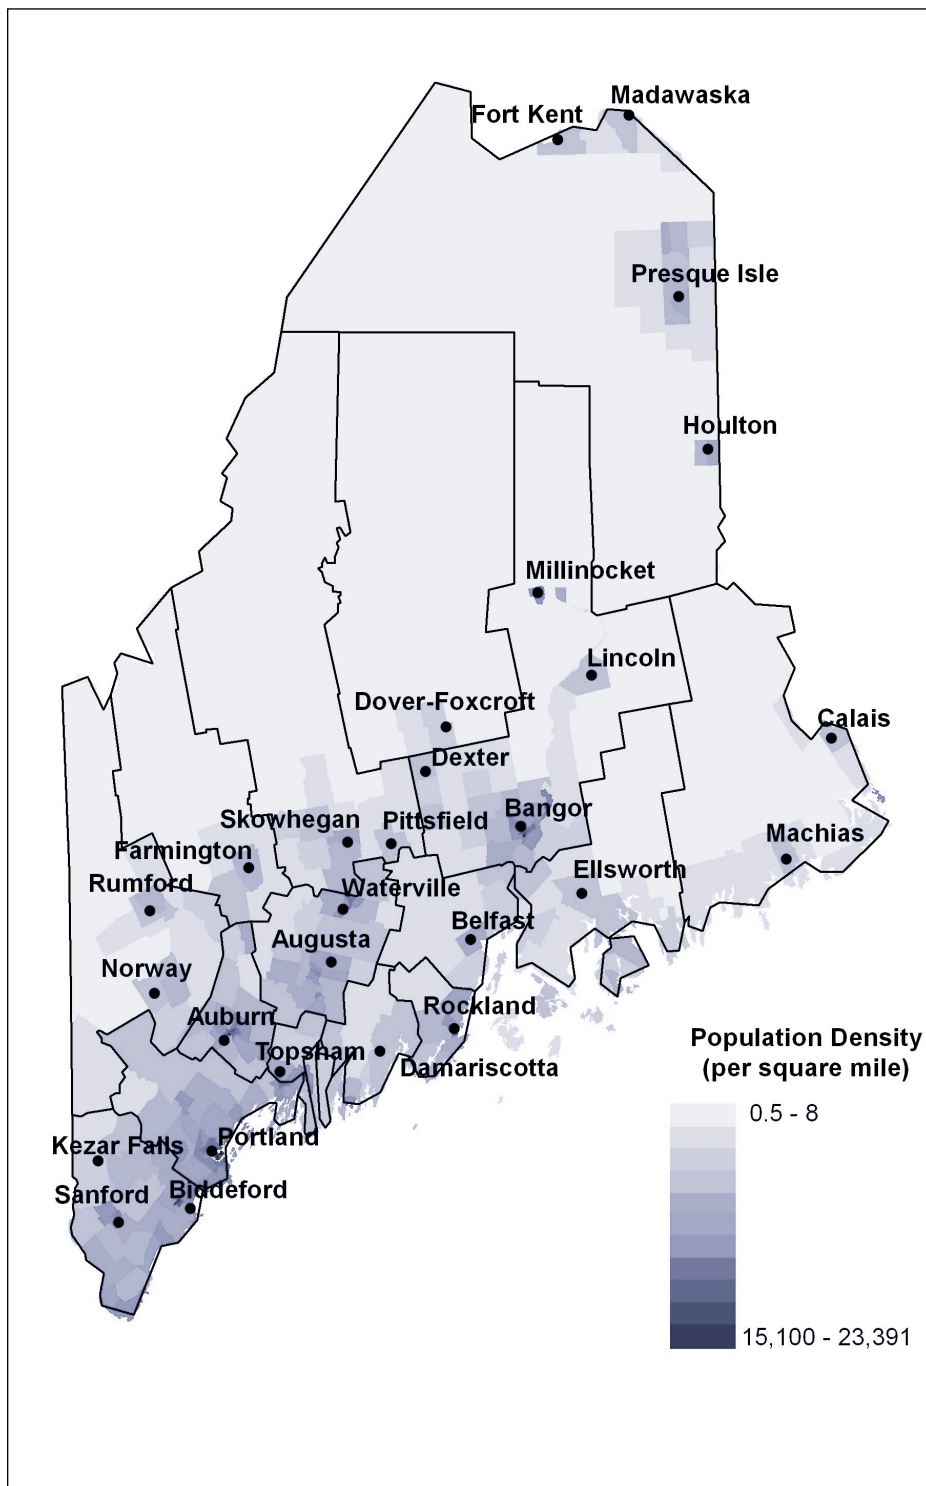 Madawaska
Fort Kent
Presque Isle
Houlton
Millinocket
Lincoln
Dover-Foxcroft
Calais
Dexter
Bangor
Skowhegan
Pittsfield
Machias
Farmington
Ellsworth
Rumford
Waterville
Belfast
Augusta
Norway
Rockland
Auburn
Topsham
Damariscotta
Portland
Kezar Falls
Biddeford
Sanford
Population Density
(per square mile)
0.5 - 8
15,100 - 23,391